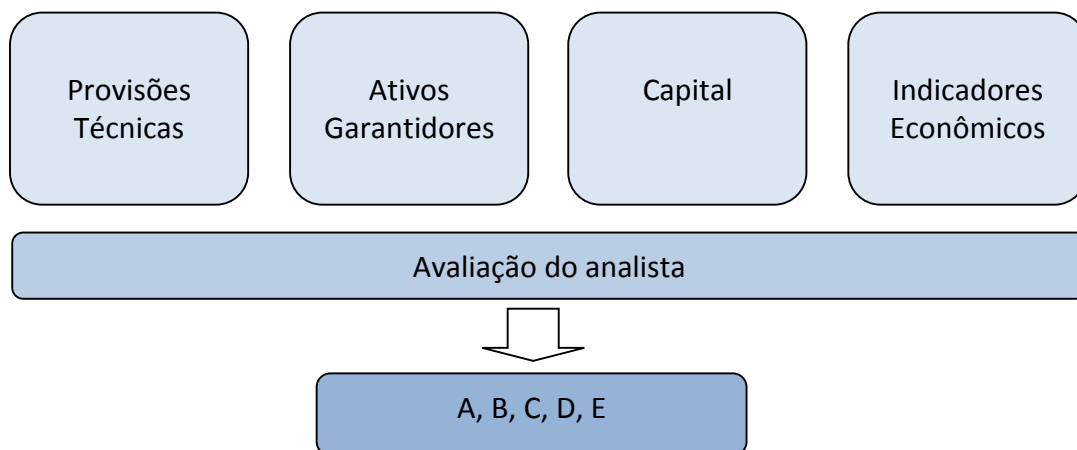 Provisões
Técnicas
Ativos
Garantidores
Capital
Indicadores
Econômicos
Avaliação do analista
A, B, C, D, E